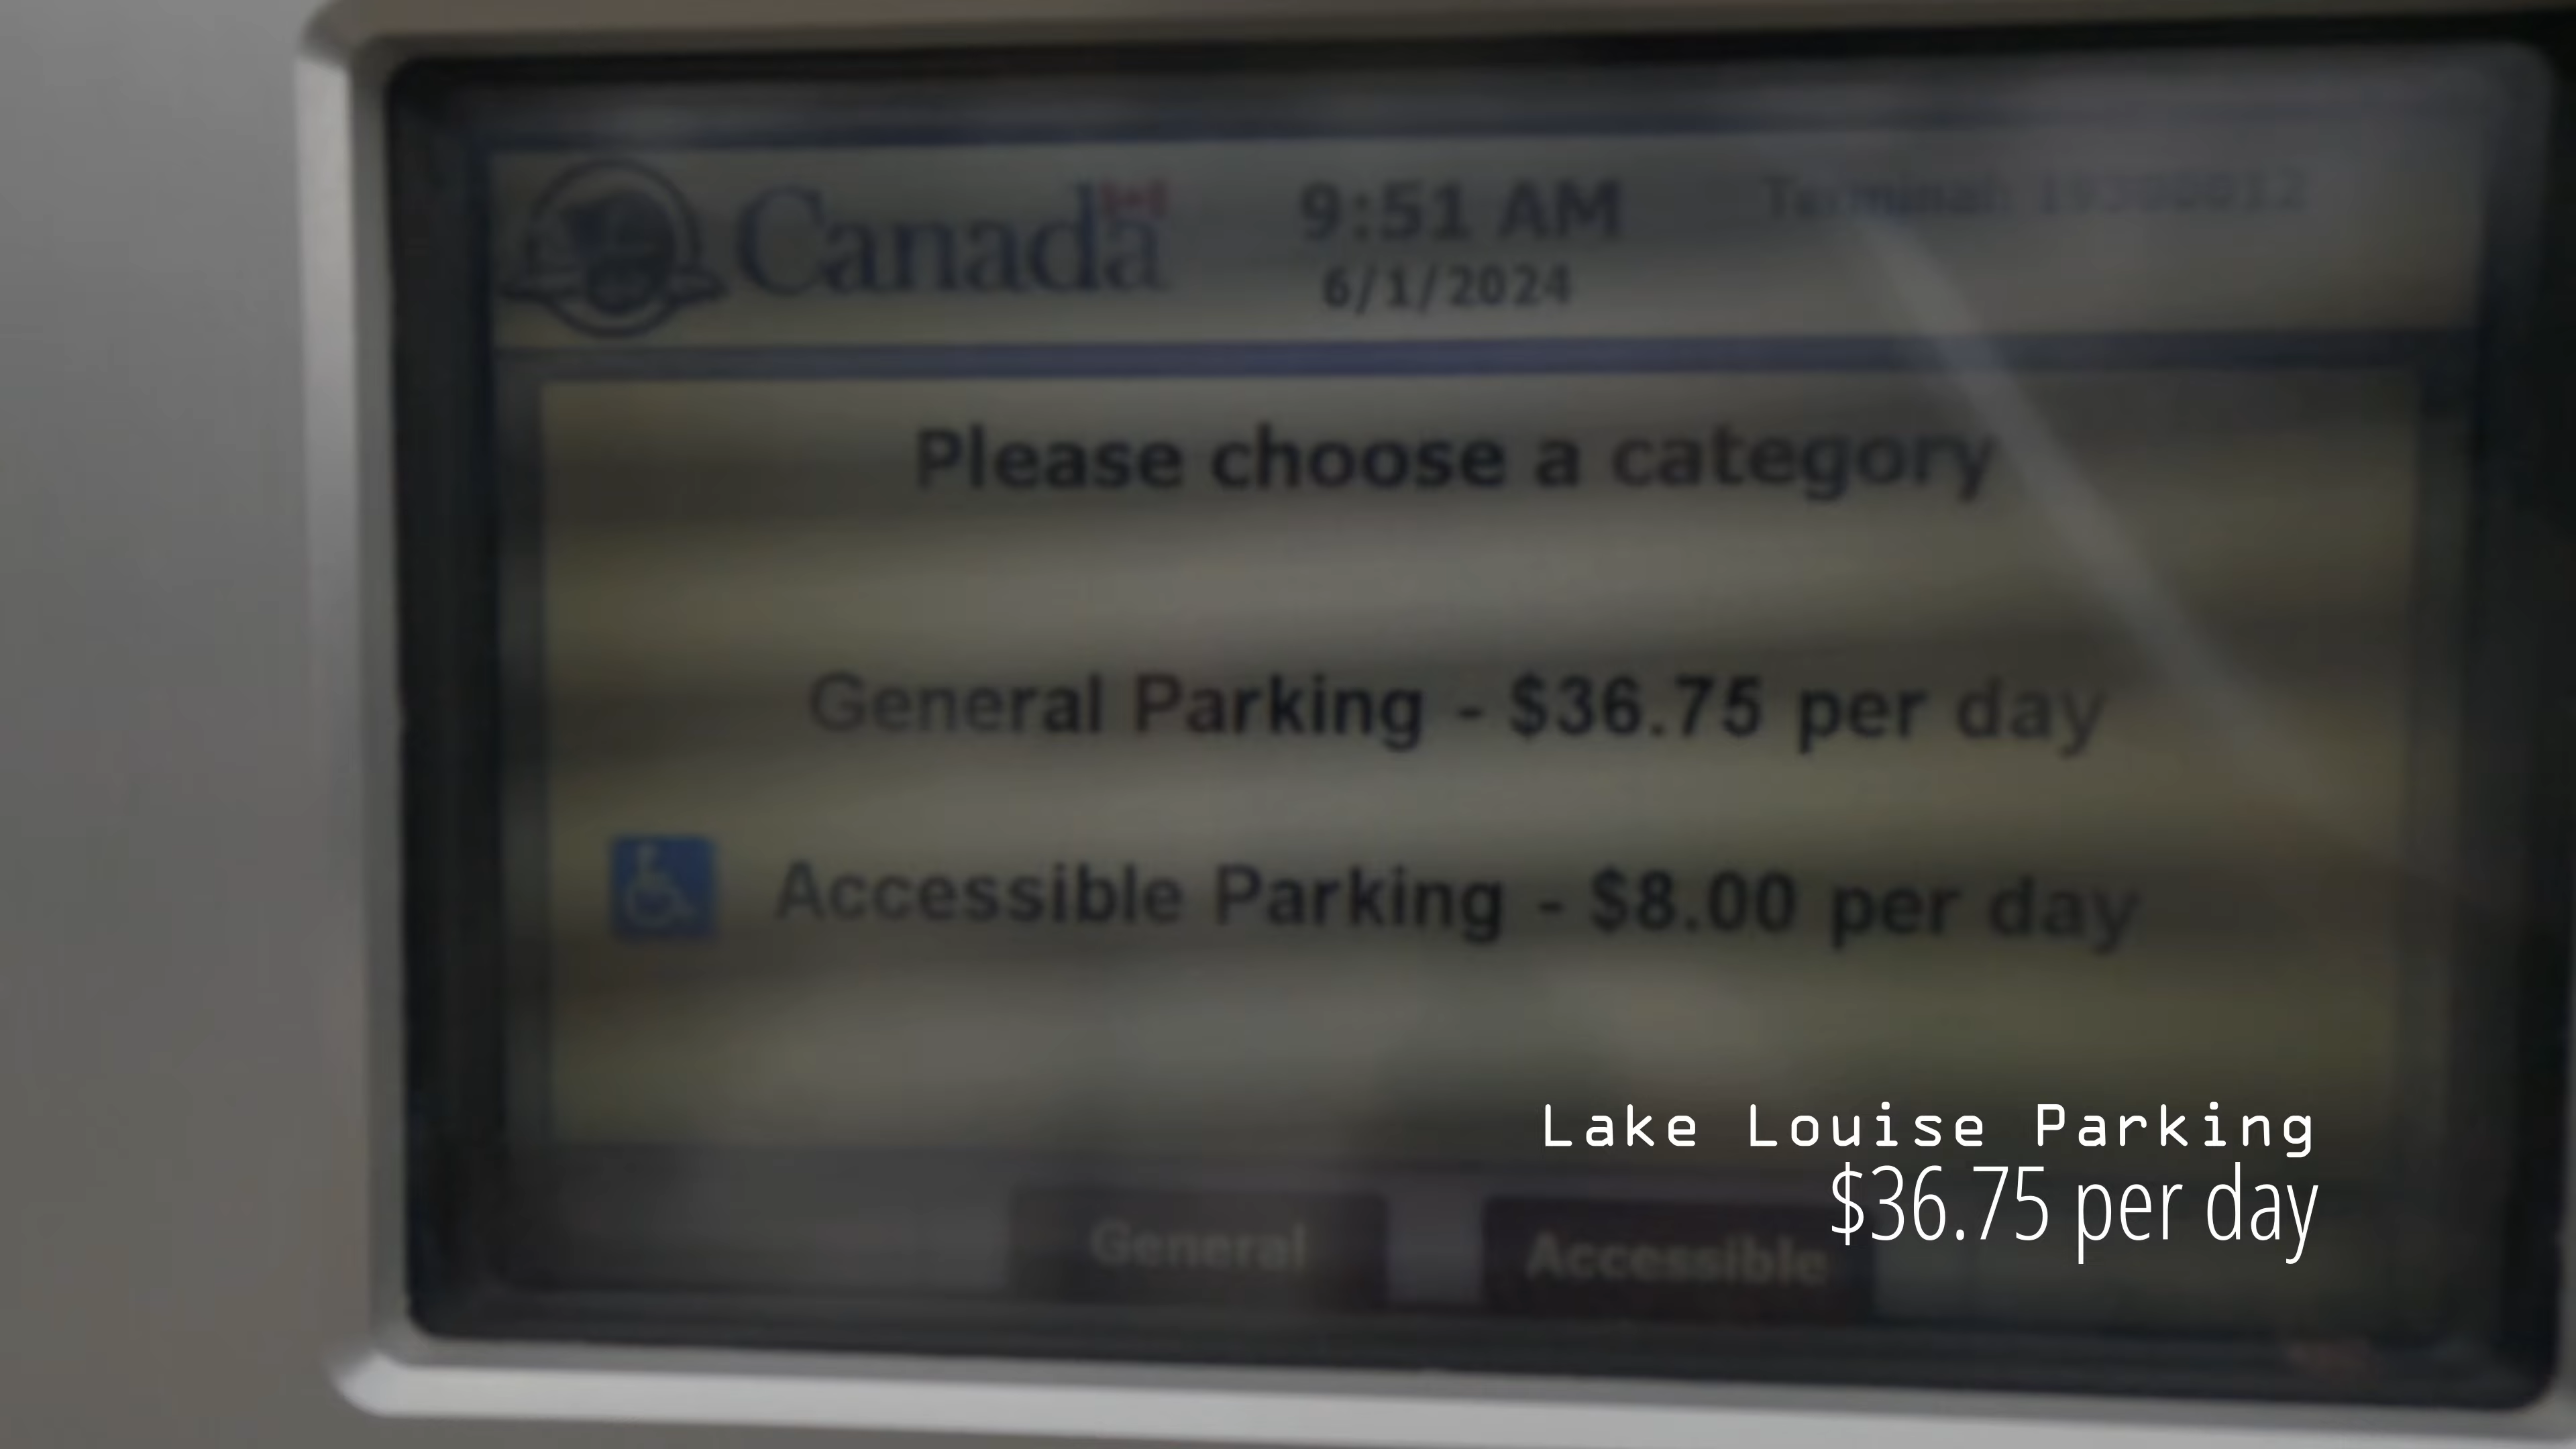 Canada
9:51 AM
6/1/2024
Terminal:
Please choose a category
General Parking - $36.75 per day
Accessible Parking - $8.00 per day
General
Accessible
Lake Louise Parking
$36.75 per day